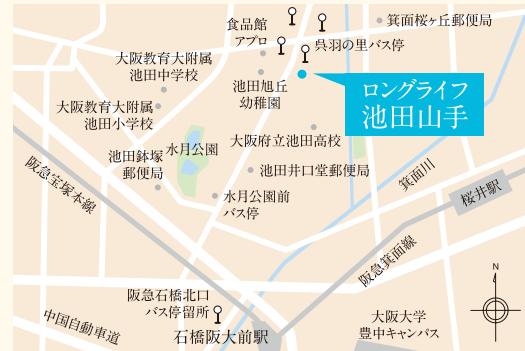 食品館
アプロ
箕面桜ヶ丘郵便局
呉羽の里バス停
大阪教育大附属
池田中学校
池田旭丘
幼稚園
ロングライフ
池田山手
大阪教育大附属
池田小学校
大阪府立池田高校
水月公園
池田鉢塚
郵便局
池田井口堂郵便局
箕面川
阪急宝塚本線
水月公園前
バス停
桜井駅
阪急箕面線
N
阪急石橋北口
バス停留所
中国自動車道
石橋阪大前駅
大阪大学
豊中キャンパス